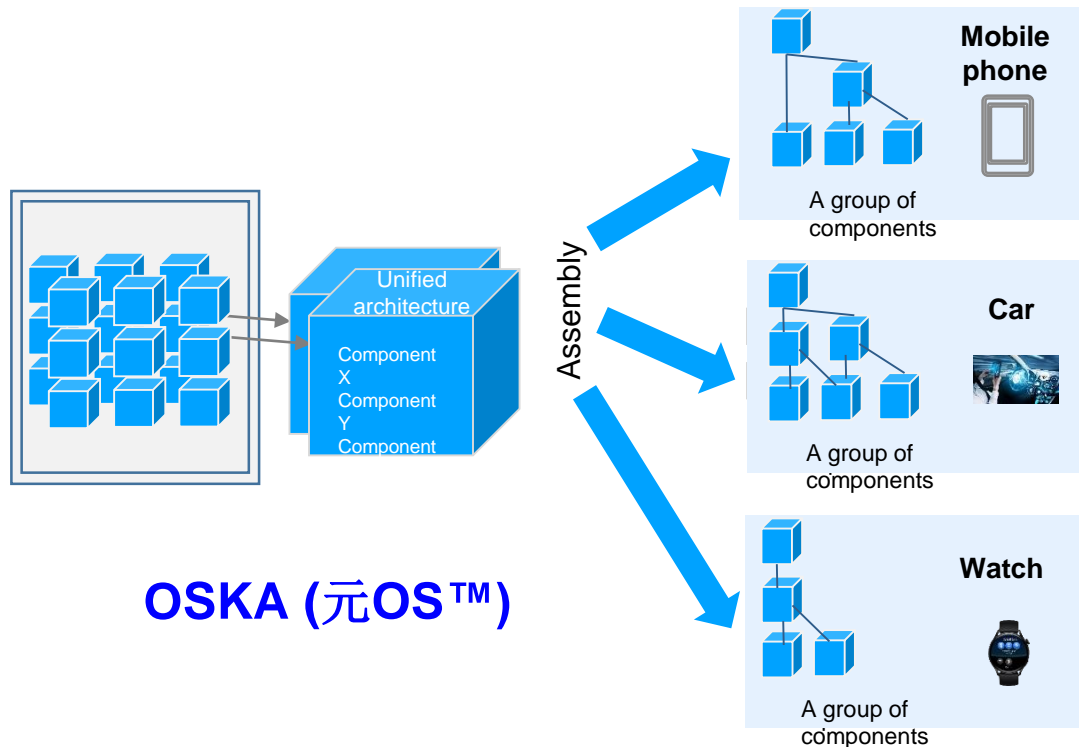 Unified
architecture
Component
X
Component
Y
Component
OSKA (元OS™)
Assembly
Mobile
phone
A group of
components
Car
A group of
components
Watch
A group of
components